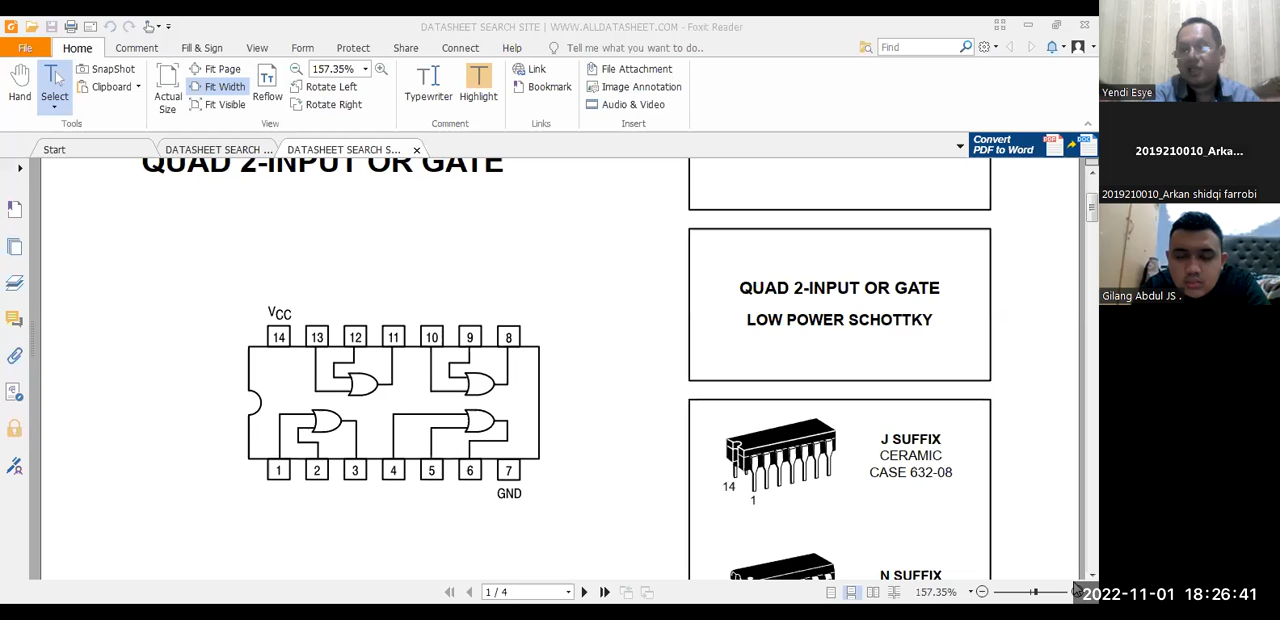 DATASHEET SEARCH SITE | WWW.ALLDATASHEET.COM - Foxit Reader
File Home Comment Fill & Sign View Form Protect Share Connect Help Tell me what you want to do.. Find
Hand
Select
SnapShot
Clipboard
Tools
Actual
Size
Fit Page
Fit Width
Fit Visible
Reflow
157.35%
Rotate Left
Rotate Right
View
Typewriter
Highlight
Comment
Link
Bookmark
Links
File Attachment
Image Annotation
Audio & Video
Insert
Start
DATASHEET SEARCH ...
DATASHEET SEARCH S...
Convert
PDF to Word
PDF
DOC
QUAD 2-INPUT OR GATE
VCC
14 13 12 11 10 9 8
1 2 3 4 5 6 7
GND
QUAD 2-INPUT OR GATE
LOW POWER SCHOTTKY
14
1
J SUFFIX
CERAMIC
CASE 632-08
N SUFFIX
1 / 4
157.35%
Yendi Esye
2019210010_Arka...
2019210010_Arkan shidqi farrobi
Gilang Abdul JS .
2022-11-01 18:26:41